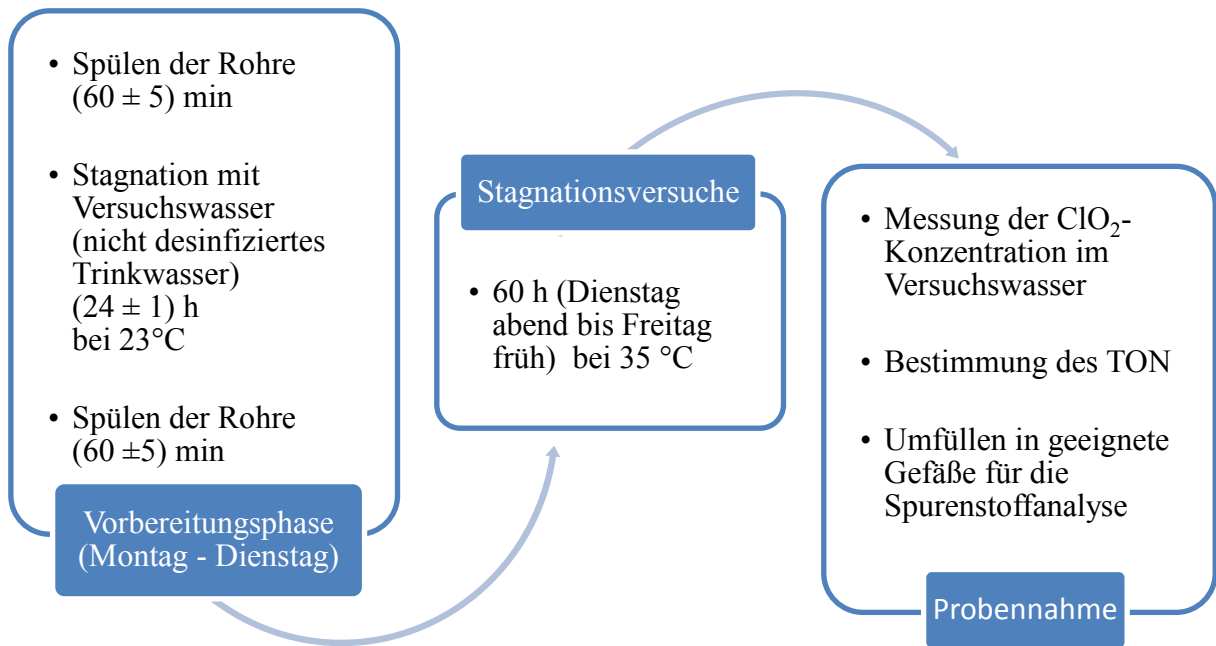 • Spülen der Rohre
(60 ± 5) min
• Stagnation mit
Versuchswasser
(nicht desinfiziertes
Trinkwasser)
(24 ± 1) h
bei 23°C
• Spülen der Rohre
(60 ±5) min
Vorbereitungsphase
(Montag - Dienstag)
Stagnationsversuche
• 60 h (Dienstag
abend bis Freitag
früh) bei 35 °C
• Messung der ClO₂-
Konzentration im
Versuchswasser
• Bestimmung des TON
• Umfüllen in geeignete
Gefäße für die
Spurenstoffanalyse
Probennahme